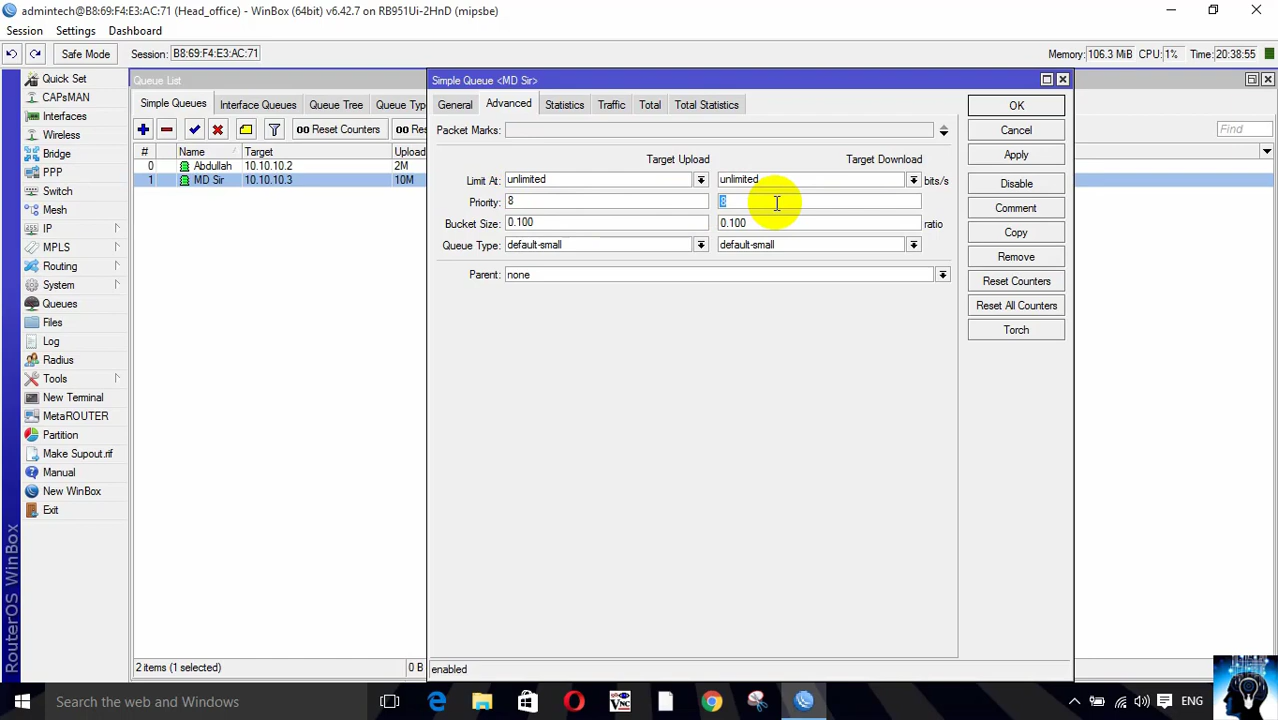 admintech@B8:69:F4:E3:AC:71 (Head_office) - WinBox (64bit) v6.42.7 on RB951Ui-2HnD (mipsbe)
Session Settings Dashboard
Safe Mode Session: B8:69:F4:E3:AC:71 Memory: 106.3 MiB CPU: 1% Time: 20:38:55
Quick Set
CAPsMAN
Interfaces
Wireless
Bridge
PPP
Switch
Mesh
IP
MPLS
Routing
System
Queues
Files
Log
Radius
Tools
New Terminal
MetaROUTER
Partition
Make Supout.rif
Manual
New WinBox
Exit
RouterOS WinBox
Queue List
Simple Queues Interface Queues Queue Tree Queue Typ
Reset Counters Res Find
# Name Target Upload
0 Abdullah 10.10.10.2 2M
1 MD Sir 10.10.10.3 10M
2 items (1 selected) 0 B
Simple Queue <MD Sir>
General Advanced Statistics Traffic Total Total Statistics
Packet Marks:
Target Upload Target Download
Limit At: unlimited unlimited bits/s
Priority: 8 8
Bucket Size: 0.100 0.100 ratio
Queue Type: default-small default-small
Parent: none
enabled
OK
Cancel
Apply
Disable
Comment
Copy
Remove
Reset Counters
Reset All Counters
Torch
Search the web and Windows ENG